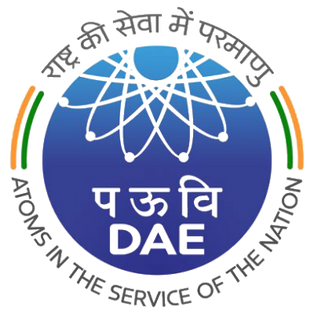 राष्ट्र की सेवा में परमाणु
प ऊ वि
DAE
ATOMS IN THE SERVICE OF THE NATION